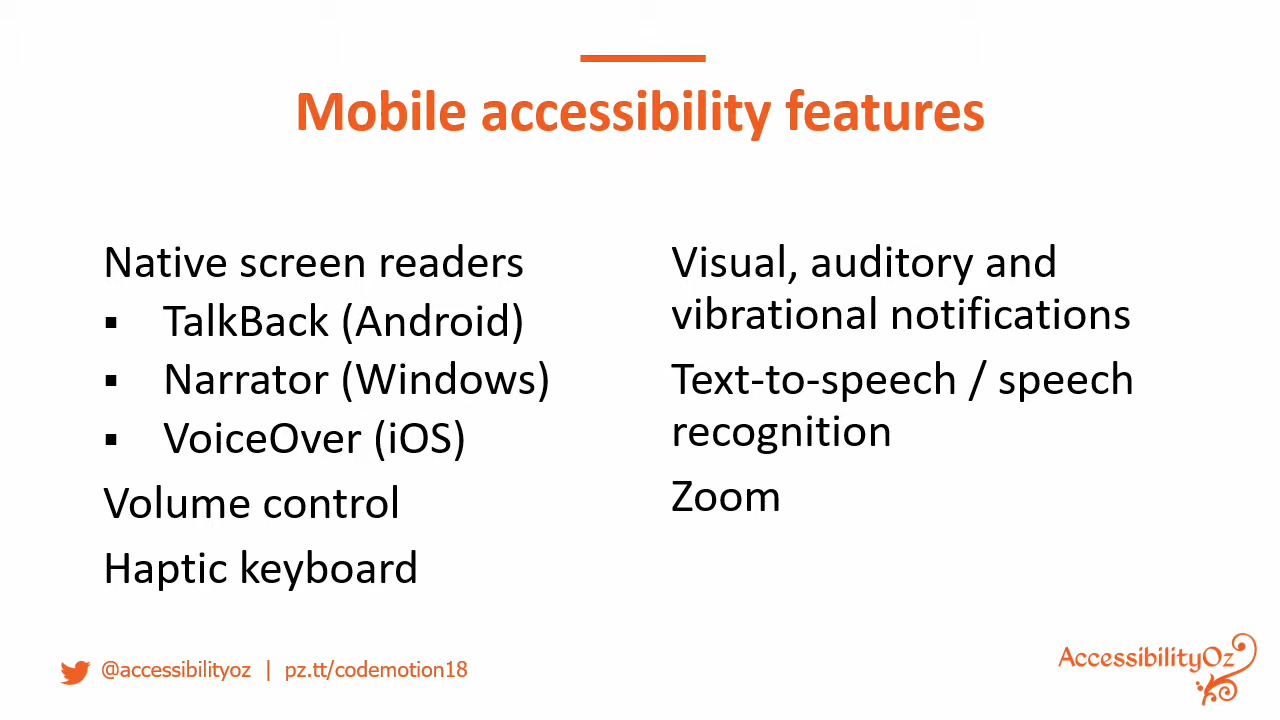 Mobile accessibility features
Native screen readers
▪ TalkBack (Android)
▪ Narrator (Windows)
▪ VoiceOver (iOS)
Volume control
Haptic keyboard
Visual, auditory and
vibrational notifications
Text-to-speech / speech
recognition
Zoom
@accessibilityoz | pz.tt/codemotion18
AccessibilityOz